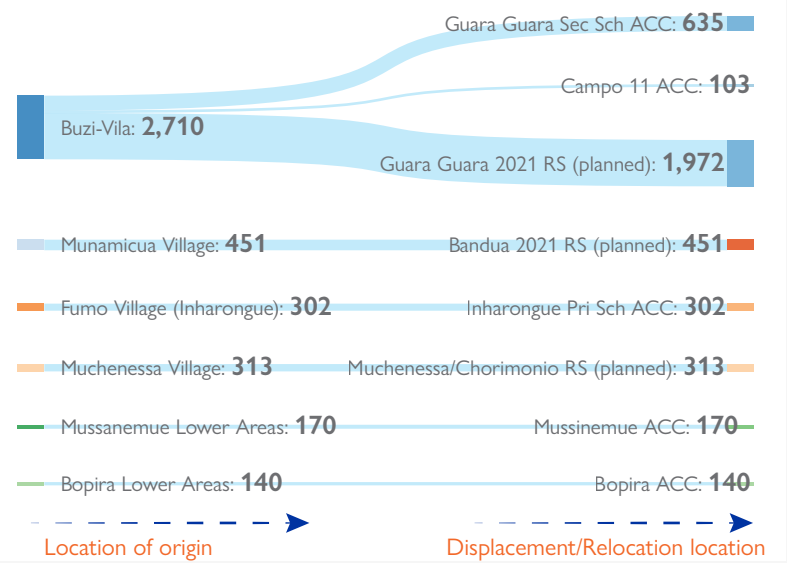 Guara Guara Sec Sch ACC: 635
Campo 11 ACC: 103
Buzi-Vila: 2,710
Guara Guara 2021 RS (planned): 1,972
Munamicua Village: 451
Bandua 2021 RS (planned): 451
Fumo Village (Inharongue): 302
Inharongue Pri Sch ACC: 302
Muchenessa Village: 313
Muchenessa/Chorimonio RS (planned): 313
Mussanemue Lower Areas: 170
Mussinemue ACC: 170
Bopira Lower Areas: 140
Bopira ACC: 140
Location of origin
Displacement/Relocation location